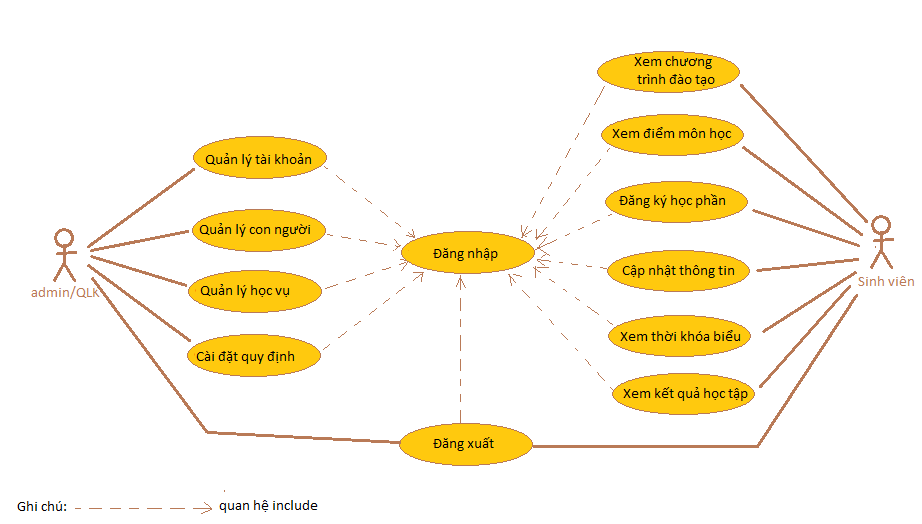 Xem chương
trình đào tạo
Xem điểm môn học
Quản lý tài khoản
Đăng ký học phần
Quản lý con người
Đăng nhập
Cập nhật thông tin
Sinh viên
admin/QLK
Quản lý học vụ
Xem thời khóa biểu
Cài đặt quy định
Xem kết quả học tập
Đăng xuất
Ghi chú:
quan hệ include